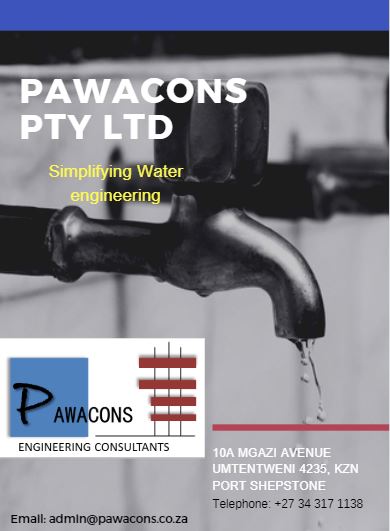 PAWACONS
PTY LTD
Simplifying Water
engineering
PAWACONS
ENGINEERING CONSULTANTS
10A MGAZI AVENUE
UMTENTWENI 4235, KZN
PORT SHEPSTONE
Telephone: +27 34 317 1138
Email: admin@pawacons.co.za